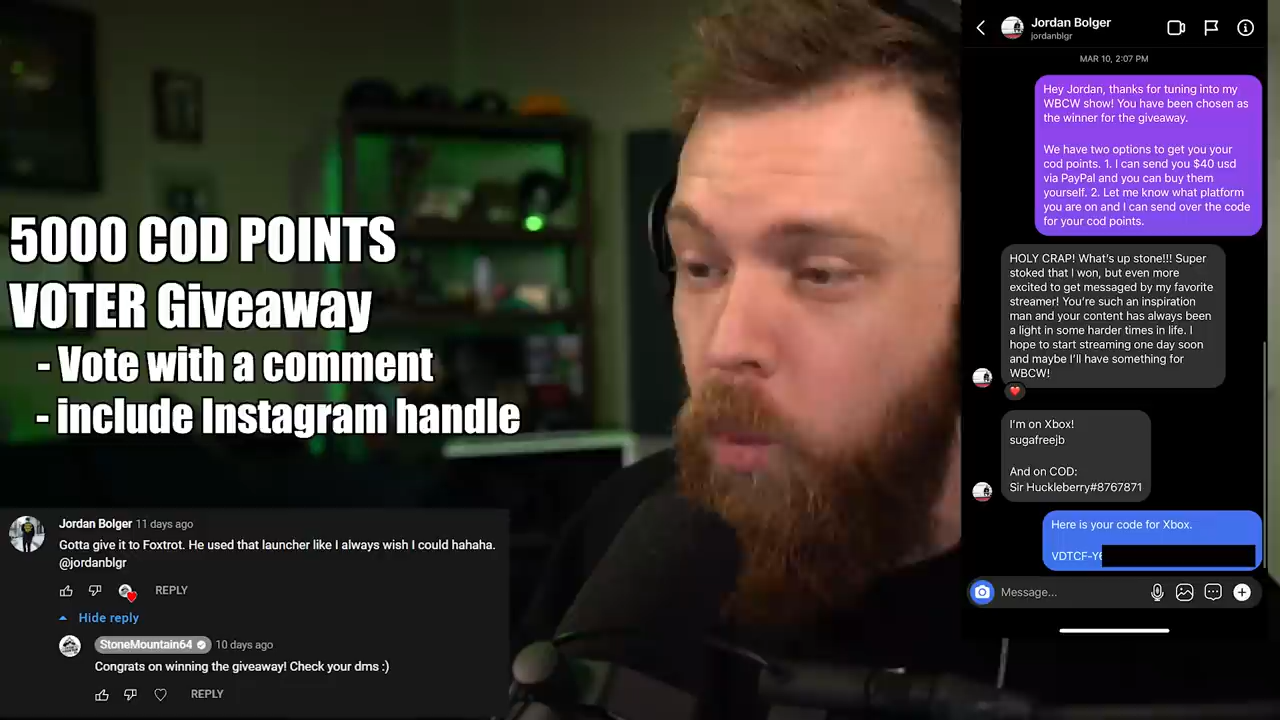 5000 COD POINTS
VOTER Giveaway
- Vote with a comment
- include Instagram handle
Jordan Bolger 11 days ago
Gotta give it to Foxtrot. He used that launcher like I always wish I could hahaha.
@jordanblgr
REPLY
Hide reply
StoneMountain64 10 days ago
Congrats on winning the giveaway! Check your dms :)
REPLY
Jordan Bolger
jordanblgr
MAR 10, 2:07 PM
Hey Jordan, thanks for tuning into my
WBCW show! You have been chosen as
the winner for the giveaway.
We have two options to get you your
cod points. 1. I can send you $40 usd
via PayPal and you can buy them
yourself. 2. Let me know what platform
you are on and I can send over the code
for your cod points.
HOLY CRAP! What's up stone!!! Super
stoked that I won, but even more
excited to get messaged by my favorite
streamer! You're such an inspiration
man and your content has always been
a light in some harder times in life. I
hope to start streaming one day soon
and maybe I'll have something for
WBCW!
I'm on Xbox!
sugafreejb
And on COD:
Sir Huckleberry#8767871
Here is your code for Xbox.
VDTCF-Y6
Message...